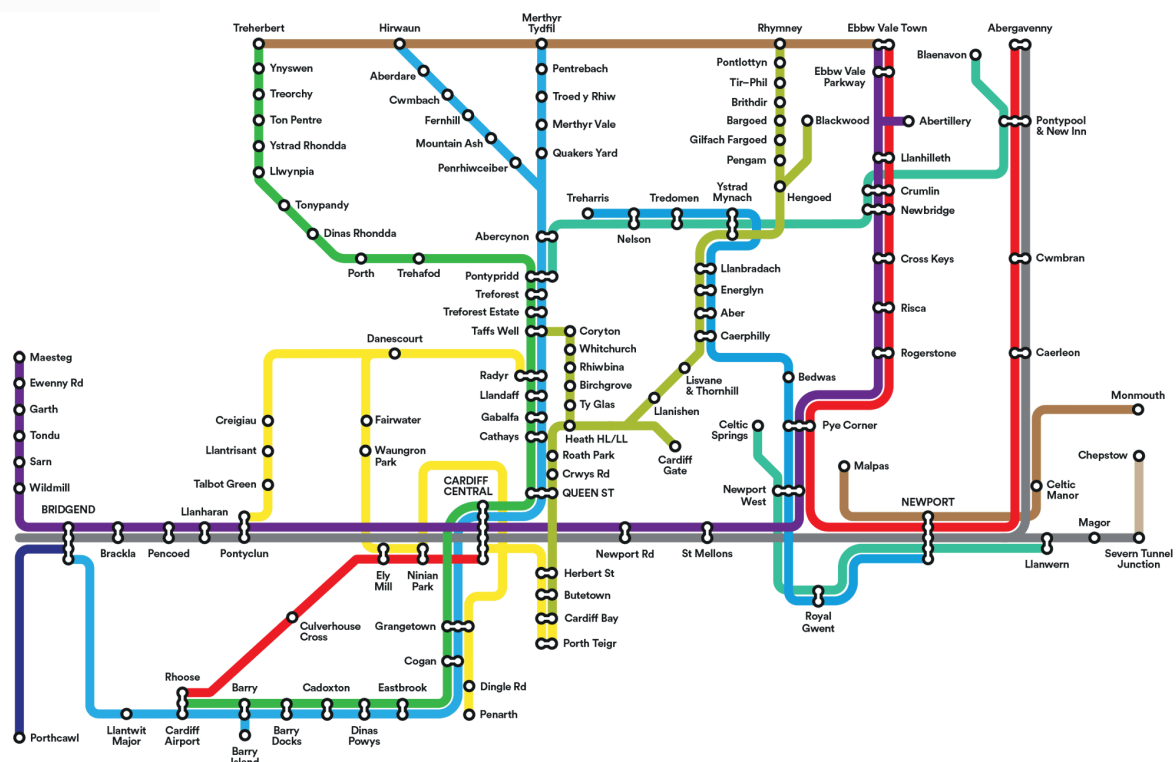 Treherbert
Hirwaun
Merthyr
Tydfil
Rhymney
Ebbw Vale Town
Abergavenny
Blaenavon
Ynyswen
Treorchy
Ton Pentre
Ystrad Rhondda
Llwynpia
Tonypandy
Dinas Rhondda
Porth
Trehafod
Aberdare
Cwmbach
Fernhill
Mountain Ash
Penrhiwceiber
Pentrebach
Troed y Rhiw
Merthyr Vale
Quakers Yard
Pontlottyn
Tir–Phil
Brithdir
Bargoed
Gilfach Fargoed
Pengam
Blackwood
Hengoed
Ebbw Vale
Parkway
Abertillery
Llanhilleth
Crumlin
Newbridge
Cross Keys
Risca
Rogerstone
Pontypool
& New Inn
Cwmbran
Caerleon
Treharris
Nelson
Tredomen
Ystrad
Mynach
Abercynon
Pontypridd
Treforest
Treforest Estate
Taffs Well
Radyr
Llandaff
Gabalfa
Cathays
QUEEN ST
Coryton
Whitchurch
Rhiwbina
Birchgrove
Ty Glas
Heath HL/LL
Roath Park
Crwys Rd
Llanbradach
Energlyn
Aber
Caerphilly
Lisvane
& Thornhill
Llanishen
Cardiff
Gate
Bedwas
Pye Corner
Celtic
Springs
Newport
West
Malpas
NEWPORT
Monmouth
Chepstow
Celtic
Manor
Magor
Severn Tunnel
Junction
Llanwern
Royal
Gwent
Maesteg
Ewenny Rd
Garth
Tondu
Sarn
Wildmill
BRIDGEND
Brackla
Pencoed
Llanharan
Pontyclun
Danescourt
Creigiau
Llantrisant
Talbot Green
Fairwater
Waungron
Park
CARDIFF
CENTRAL
Newport Rd
St Mellons
Ely
Mill
Ninian
Park
Culverhouse
Cross
Herbert St
Butetown
Cardiff Bay
Porth Teigr
Grangetown
Cogan
Dingle Rd
Penarth
Rhoose
Barry
Cadoxton
Eastbrook
Porthcawl
Llantwit
Major
Cardiff
Airport
Barry
Island
Barry
Docks
Dinas
Powys